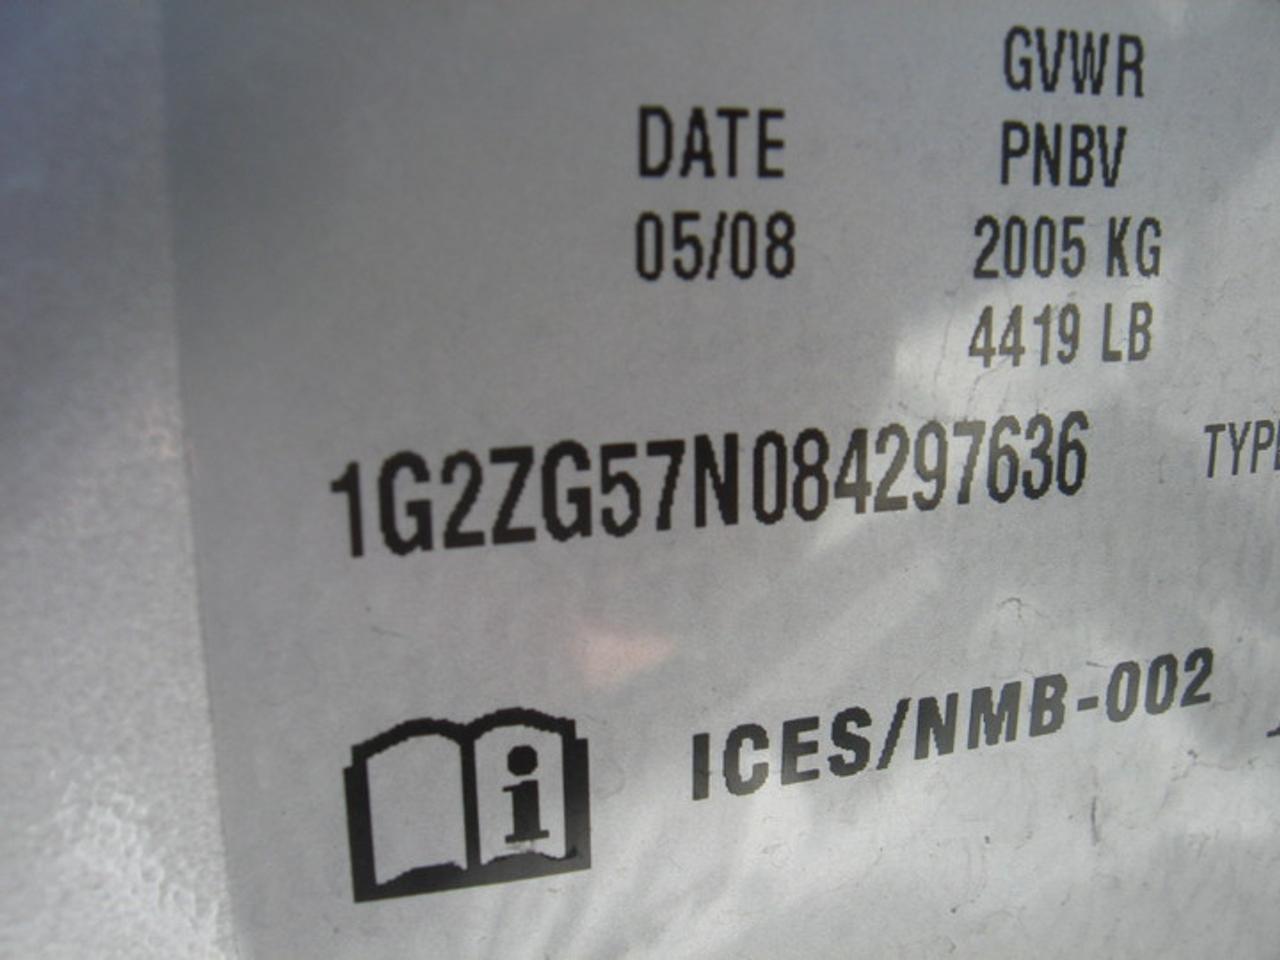 GVWR
DATE PNBV
05/08 2005 KG
4419 LB
1G2ZG57N084297636
ICES/NMB-002
i